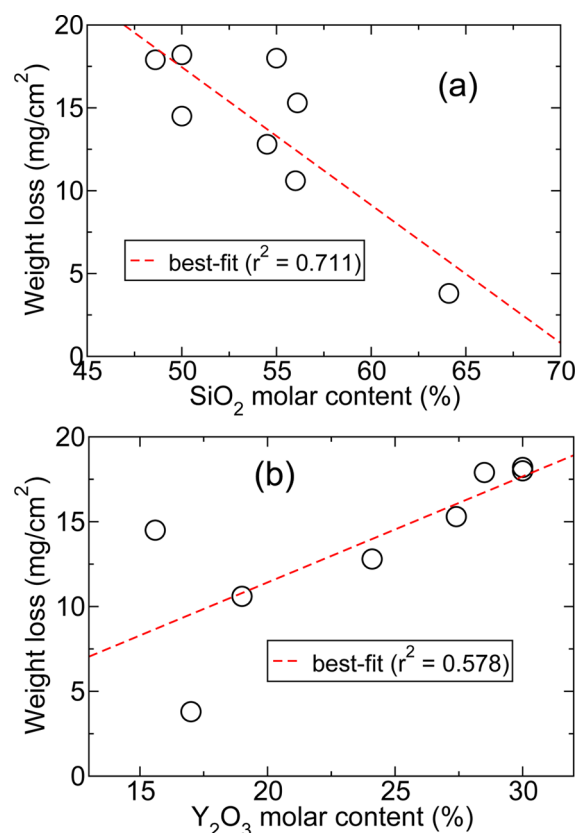 20
15
10
5
0
Weight loss (mg/cm²)
(a)
best-fit (r² = 0.711)
45 50 55 60 65 70
SiO₂ molar content (%)
20
15
10
5
0
Weight loss (mg/cm²)
(b)
best-fit (r² = 0.578)
15 20 25 30
Y₂O₃ molar content (%)